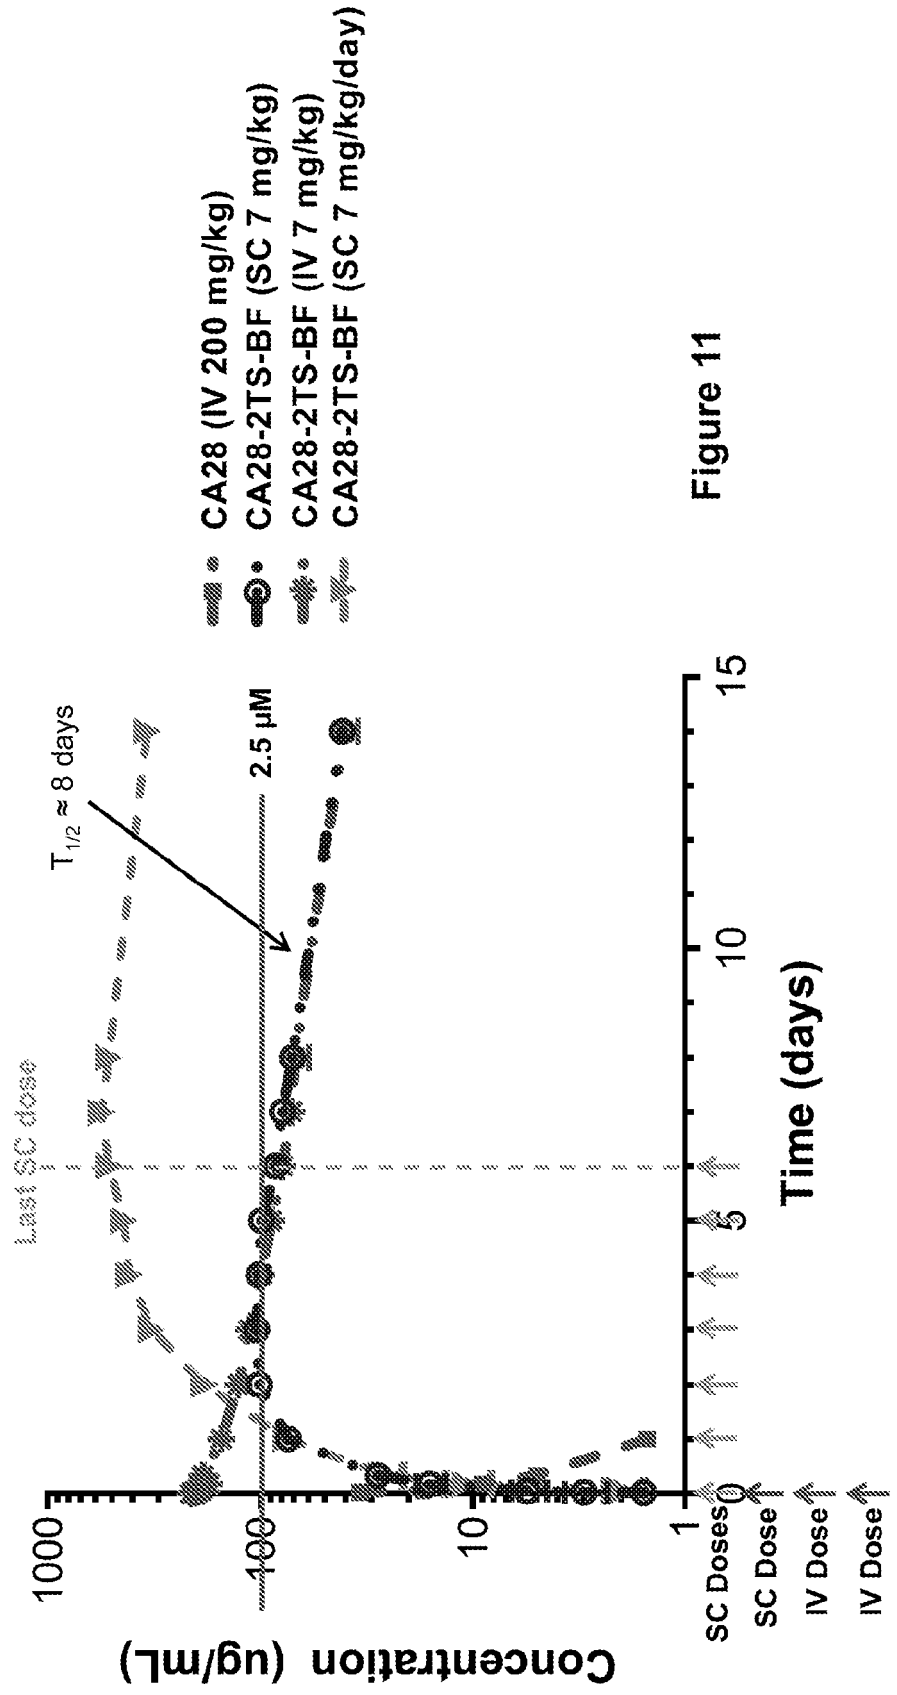 Last SC dose
T1/2 ≈ 8 days
2.5 µM
1000
100
10
1
Concentration (ug/mL)
0
5
10
15
Time (days)
SC Doses
SC Dose
IV Dose
IV Dose
CA28 (IV 200 mg/kg)
CA28-2TS-BF (SC 7 mg/kg)
CA28-2TS-BF (IV 7 mg/kg)
CA28-2TS-BF (SC 7 mg/kg/day)
Figure 11